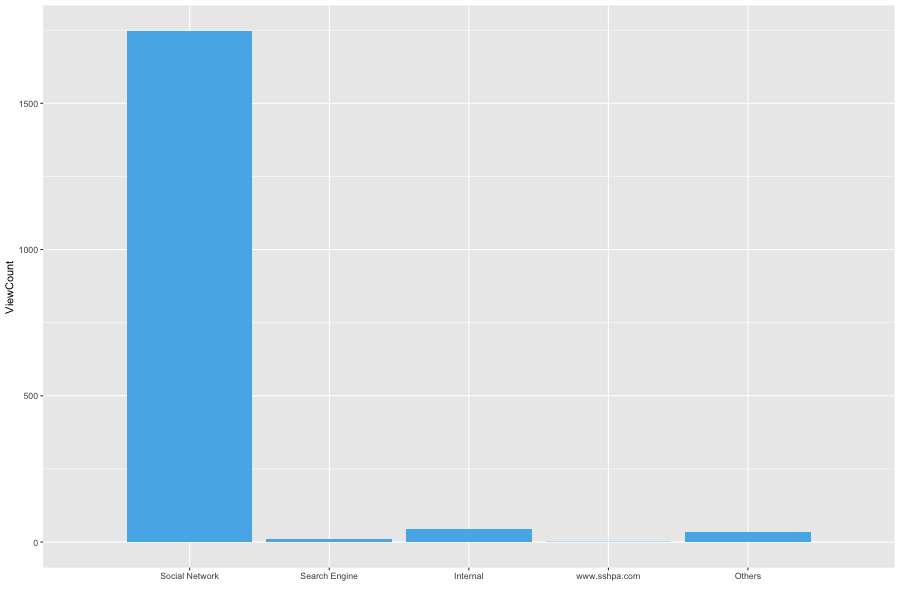 ViewCount
1500
1000
500
0
Social Network
Search Engine
Internal
www.sshpa.com
Others